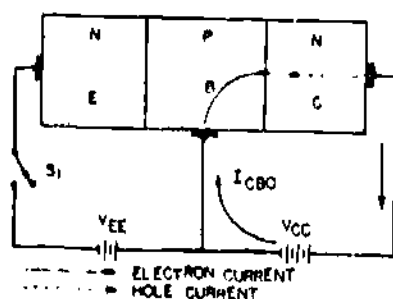 N P N
E B C
S1
ICBO
VEE VCC
ELECTRON CURRENT
HOLE CURRENT